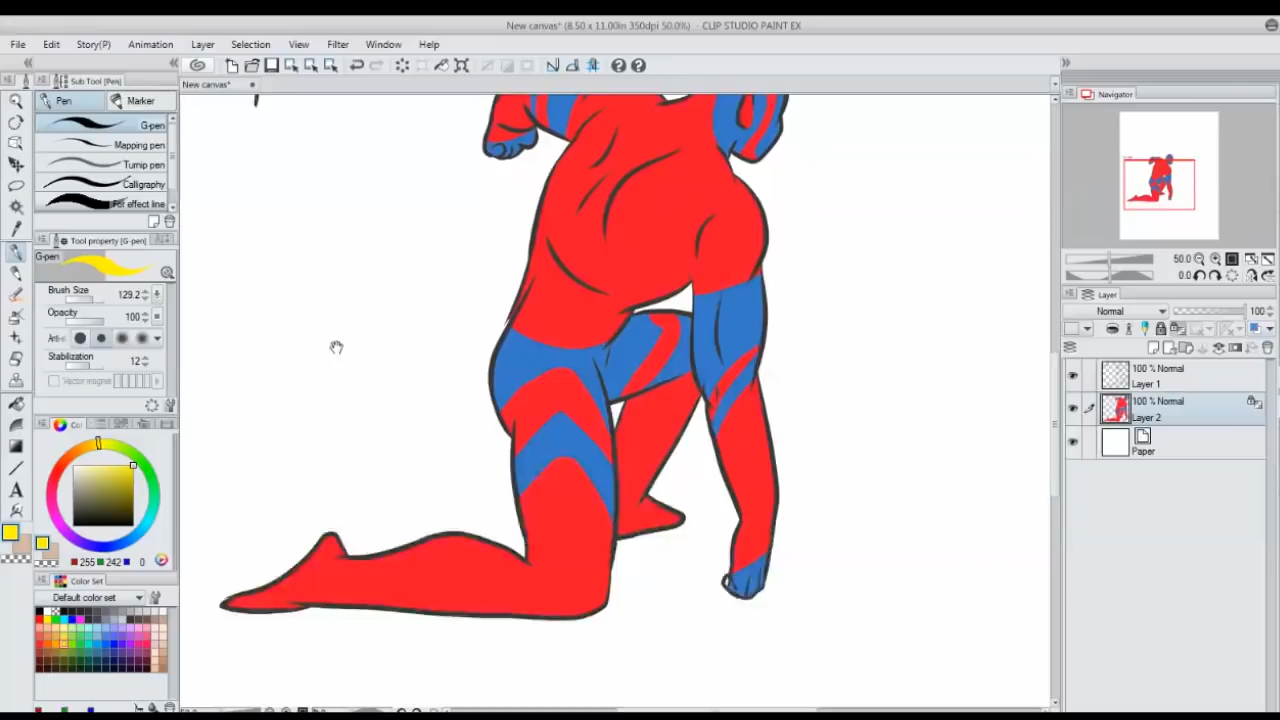 New canvas* (8.50 x 11.00in 350dpi 50.0%) - CLIP STUDIO PAINT EX
File Edit Story(P) Animation Layer Selection View Filter Window Help
Sub Tool [Pen]
Pen Marker
G-pen
Mapping pen
Turnip pen
Calligraphy
For effect line
Tool property [G-pen]
G-pen
Brush Size 129.2
Opacity 100
Stabilization 12
Vector magnet
255 242 0
Color Set
Default color set
New canvas*
Navigator
50.0
0.0
Layer
Normal 100
100 % Normal
Layer 1
100 % Normal
Layer 2
Paper
A